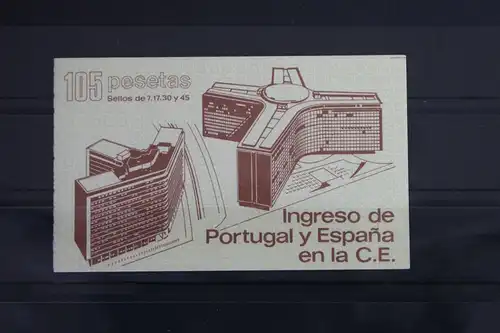 105 pesetas
Sellos de 7.17.30 y 45
Ingreso de
Portugal y España
en la C.E.